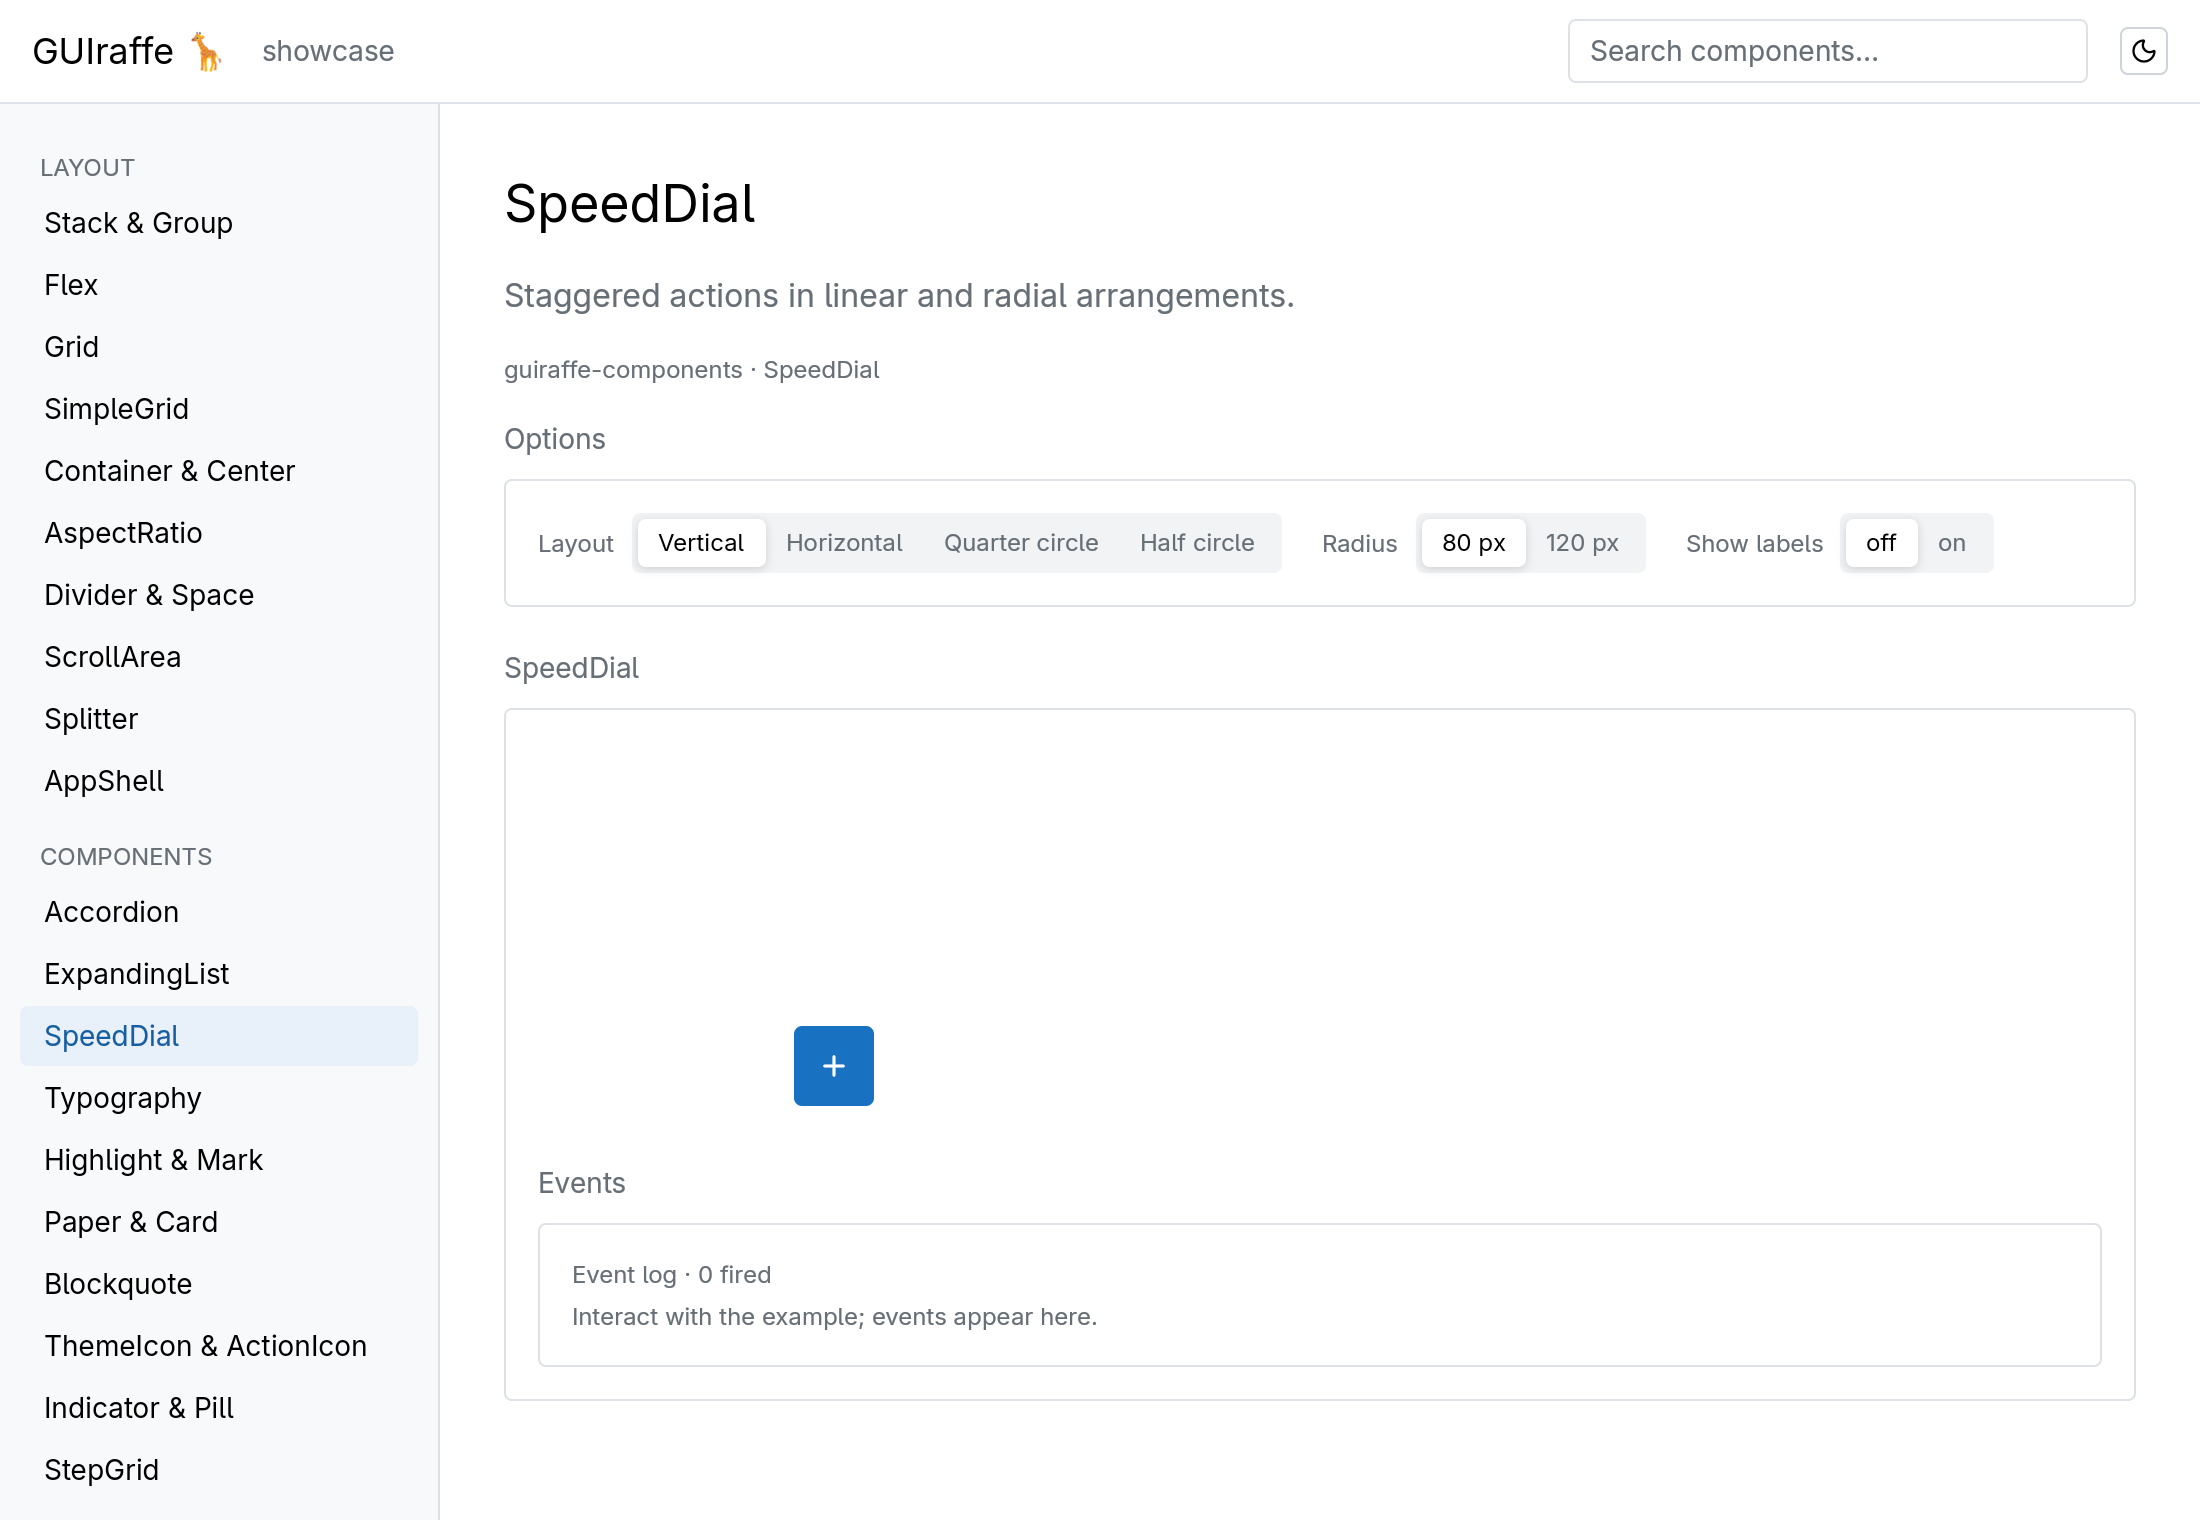 GUIraffe 🦒 showcase Search components...
LAYOUT
Stack & Group
Flex
Grid
SimpleGrid
Container & Center
AspectRatio
Divider & Space
ScrollArea
Splitter
AppShell
COMPONENTS
Accordion
ExpandingList
SpeedDial
Typography
Highlight & Mark
Paper & Card
Blockquote
ThemeIcon & ActionIcon
Indicator & Pill
StepGrid
SpeedDial
Staggered actions in linear and radial arrangements.
guiraffe-components · SpeedDial
Options
Layout Vertical Horizontal Quarter circle Half circle Radius 80 px 120 px Show labels off on
SpeedDial
Events
Event log · 0 fired
Interact with the example; events appear here.